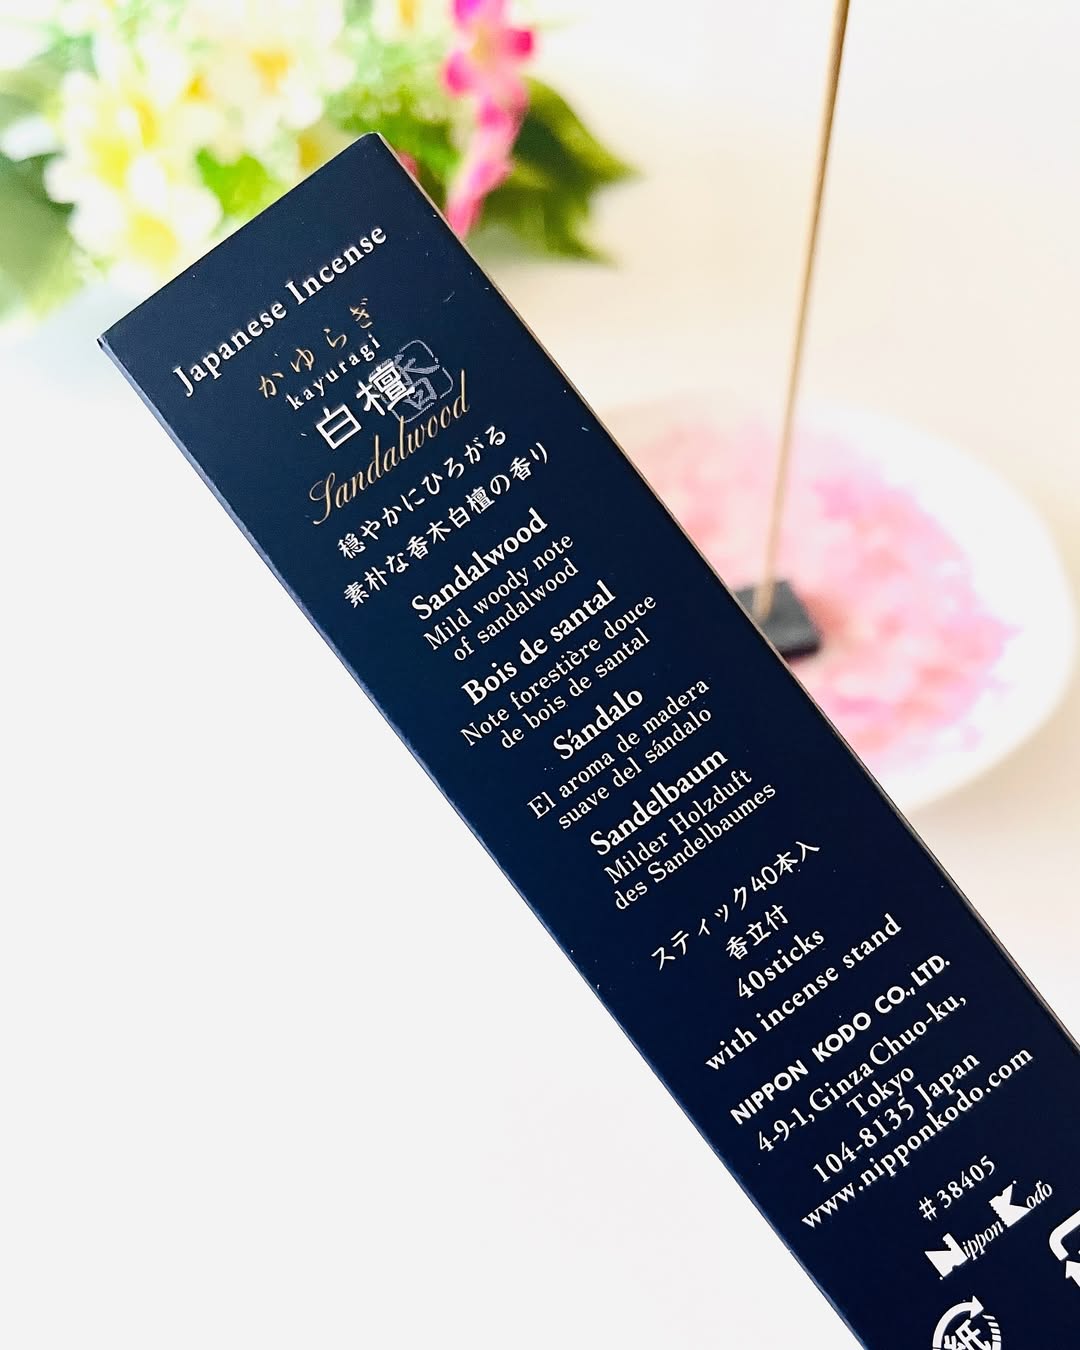 Japanese Incense
かゆらぎ
kayuragi
白檀
Sandalwood
穏やかにひろがる
素朴な香木白檀の香り
Sandalwood
Mild woody note
of sandalwood
Bois de santal
Note forestière douce
de bois de santal
Sándalo
El aroma de madera
suave del sándalo
Sandelbaum
Milder Holzduft
des Sandelbaumes
スティック40本入
香立付
40sticks
with incense stand
NIPPON KODO CO.,LTD.
4-9-1,Ginza Chuo-ku,
Tokyo
104-8135 Japan
www.nipponkodo.com
#38405
Nippon Kodo
紙